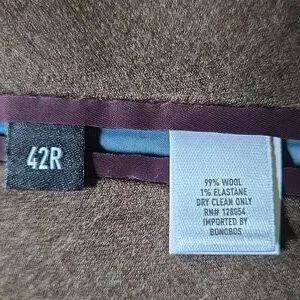 42R
99% WOOL
1% ELASTANE
DRY CLEAN ONLY
RN# 128054
IMPORTED BY
BONOBOS